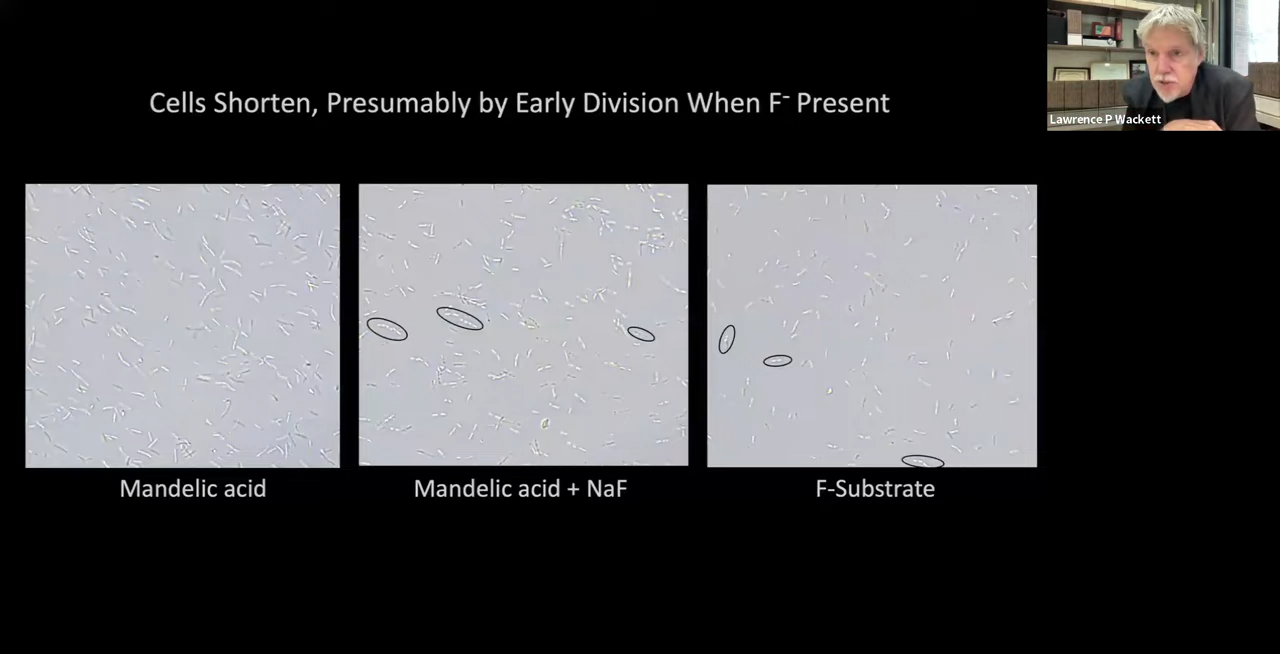 Cells Shorten, Presumably by Early Division When F⁻ Present
Lawrence P Wackett
Mandelic acid
Mandelic acid + NaF
F-Substrate